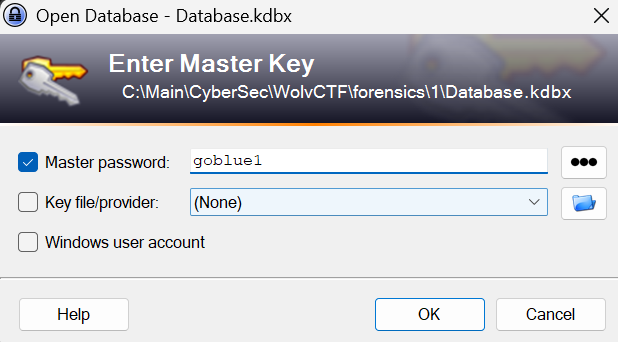 Open Database - Database.kdbx
Enter Master Key
C:\Main\CyberSec\WolvCTF\forensics\1\Database.kdbx
Master password: goblue1
Key file/provider: (None)
Windows user account
Help OK Cancel